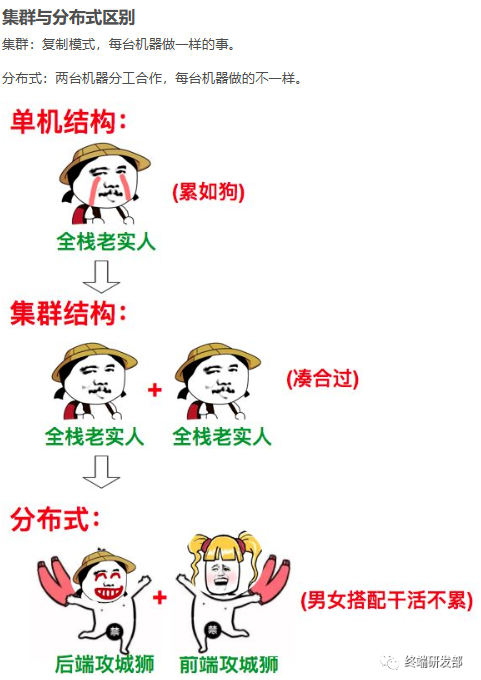 集群与分布式区别
集群：复制模式，每台机器做一样的事。
分布式：两台机器分工合作，每台机器做的不一样。
单机结构：
(累如狗)
全栈老实人
集群结构：
+
(凑合过)
全栈老实人 全栈老实人
分布式：
+
禁 禁
(男女搭配干活不累)
后端攻城狮 前端攻城狮
终端研发部